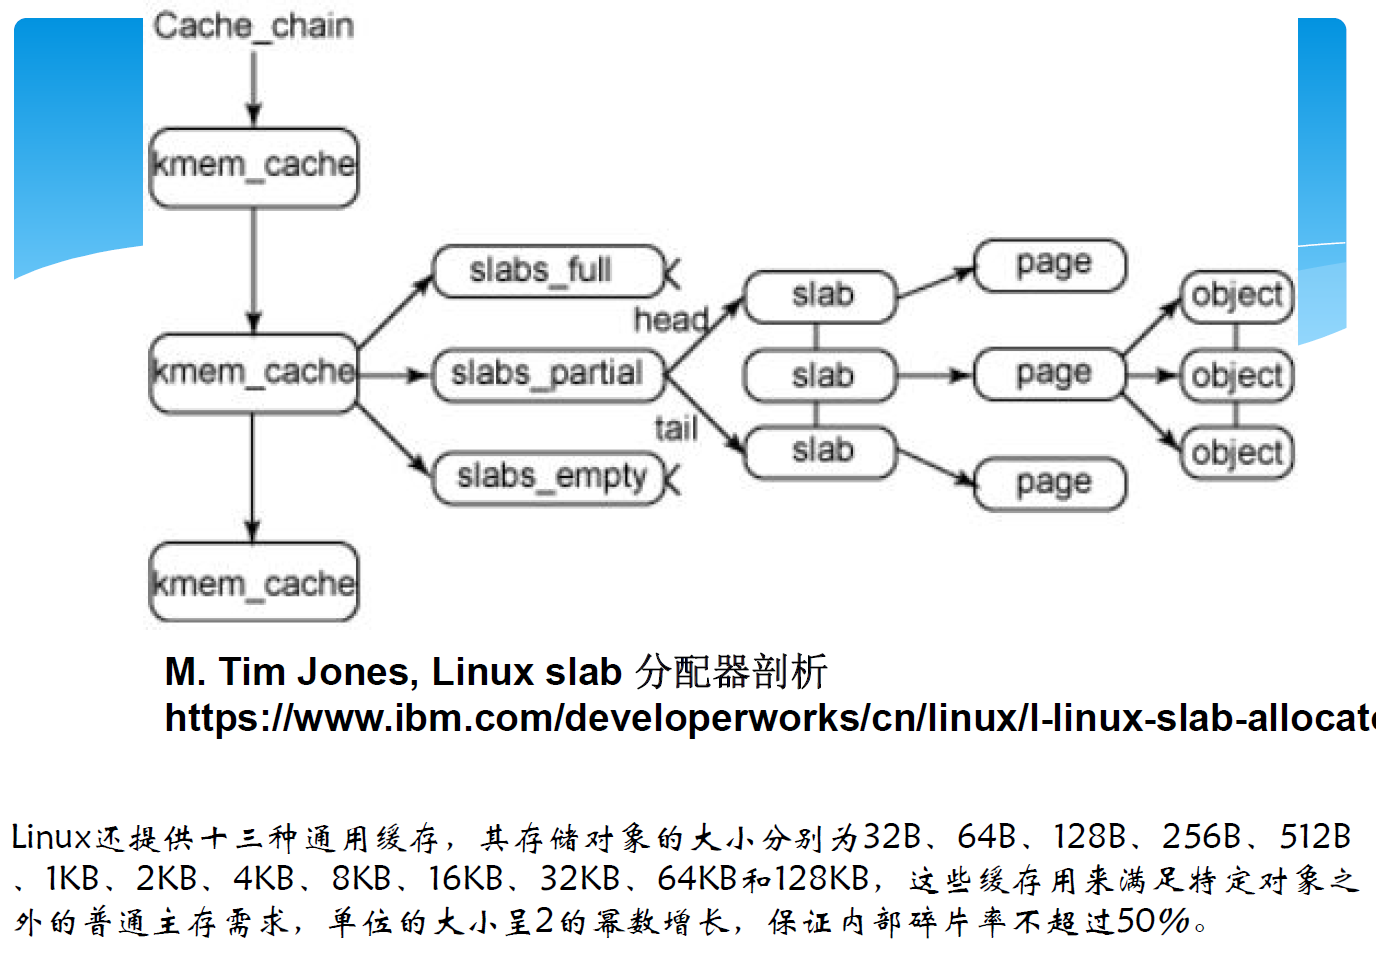 Cache_chain
kmem_cache
slabs_full
page
slab
object
head
kmem_cache
slabs_partial
slab
page
object
tail
slab
object
slabs_empty
page
kmem_cache
M. Tim Jones, Linux slab 分配器剖析
https://www.ibm.com/developerworks/cn/linux/l-linux-slab-allocat
Linux还提供十三种通用缓存，其存储对象的大小分别为32B、64B、128B、256B、512B
、1KB、2KB、4KB、8KB、16KB、32KB、64KB和128KB，这些缓存用来满足特定对象之
外的普通主存需求，单位的大小呈2的幂数增长，保证内部碎片率不超过50%。